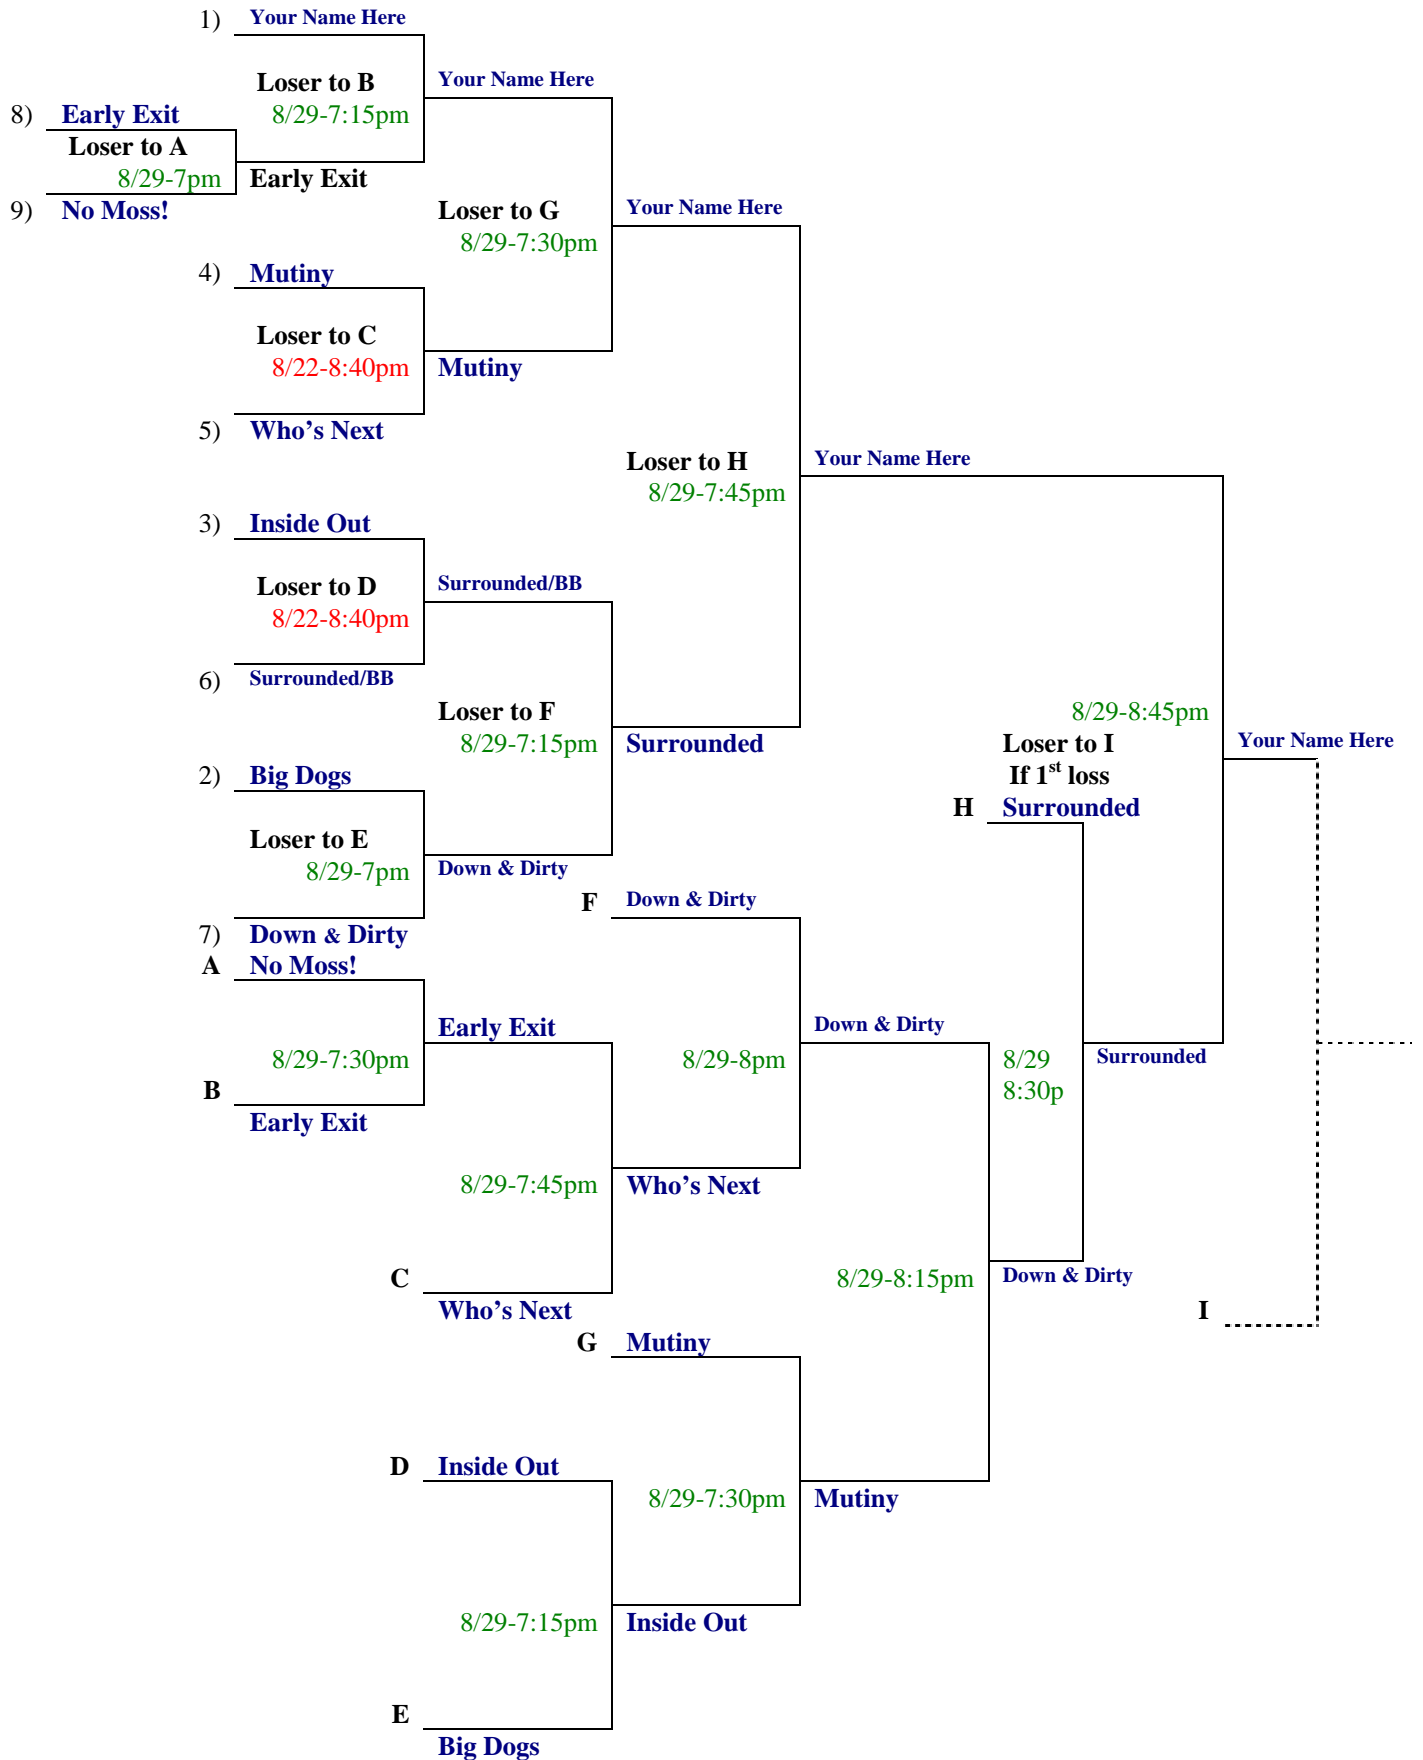 1) Your Name Here
Loser to B
8/29-7:15pm
Your Name Here
8) Early Exit
Loser to A
8/29-7pm
Early Exit
9) No Moss!
Loser to G
8/29-7:30pm
Your Name Here
4) Mutiny
Loser to C
8/22-8:40pm
Mutiny
5) Who's Next
Loser to H
8/29-7:45pm
Your Name Here
3) Inside Out
Loser to D
8/22-8:40pm
Surrounded/BB
6) Surrounded/BB
Loser to F
8/29-7:15pm
Surrounded
8/29-8:45pm
Loser to I
If 1st loss
Your Name Here
2) Big Dogs
H Surrounded
Loser to E
8/29-7pm
Down & Dirty
F Down & Dirty
7) Down & Dirty
A No Moss!
Early Exit
8/29-7:30pm
B
Early Exit
8/29-8pm
Down & Dirty
8/29
8:30p
Surrounded
8/29-7:45pm
Who's Next
C
Who's Next
8/29-8:15pm
Down & Dirty
I
G Mutiny
D Inside Out
8/29-7:30pm
Mutiny
8/29-7:15pm
Inside Out
E
Big Dogs